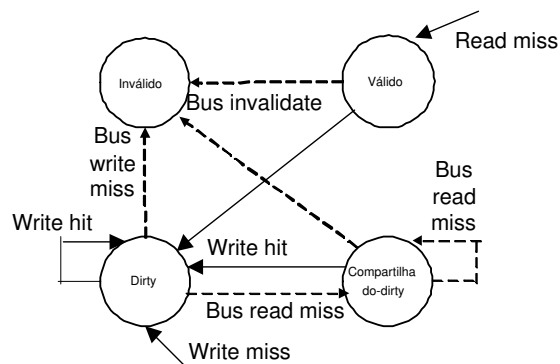 Read miss
Inválido
Válido
Bus invalidate
Bus
write
miss
Bus
read
miss
Write hit
Write hit
Dirty
Compartilha
do-dirty
Bus read miss
Write miss